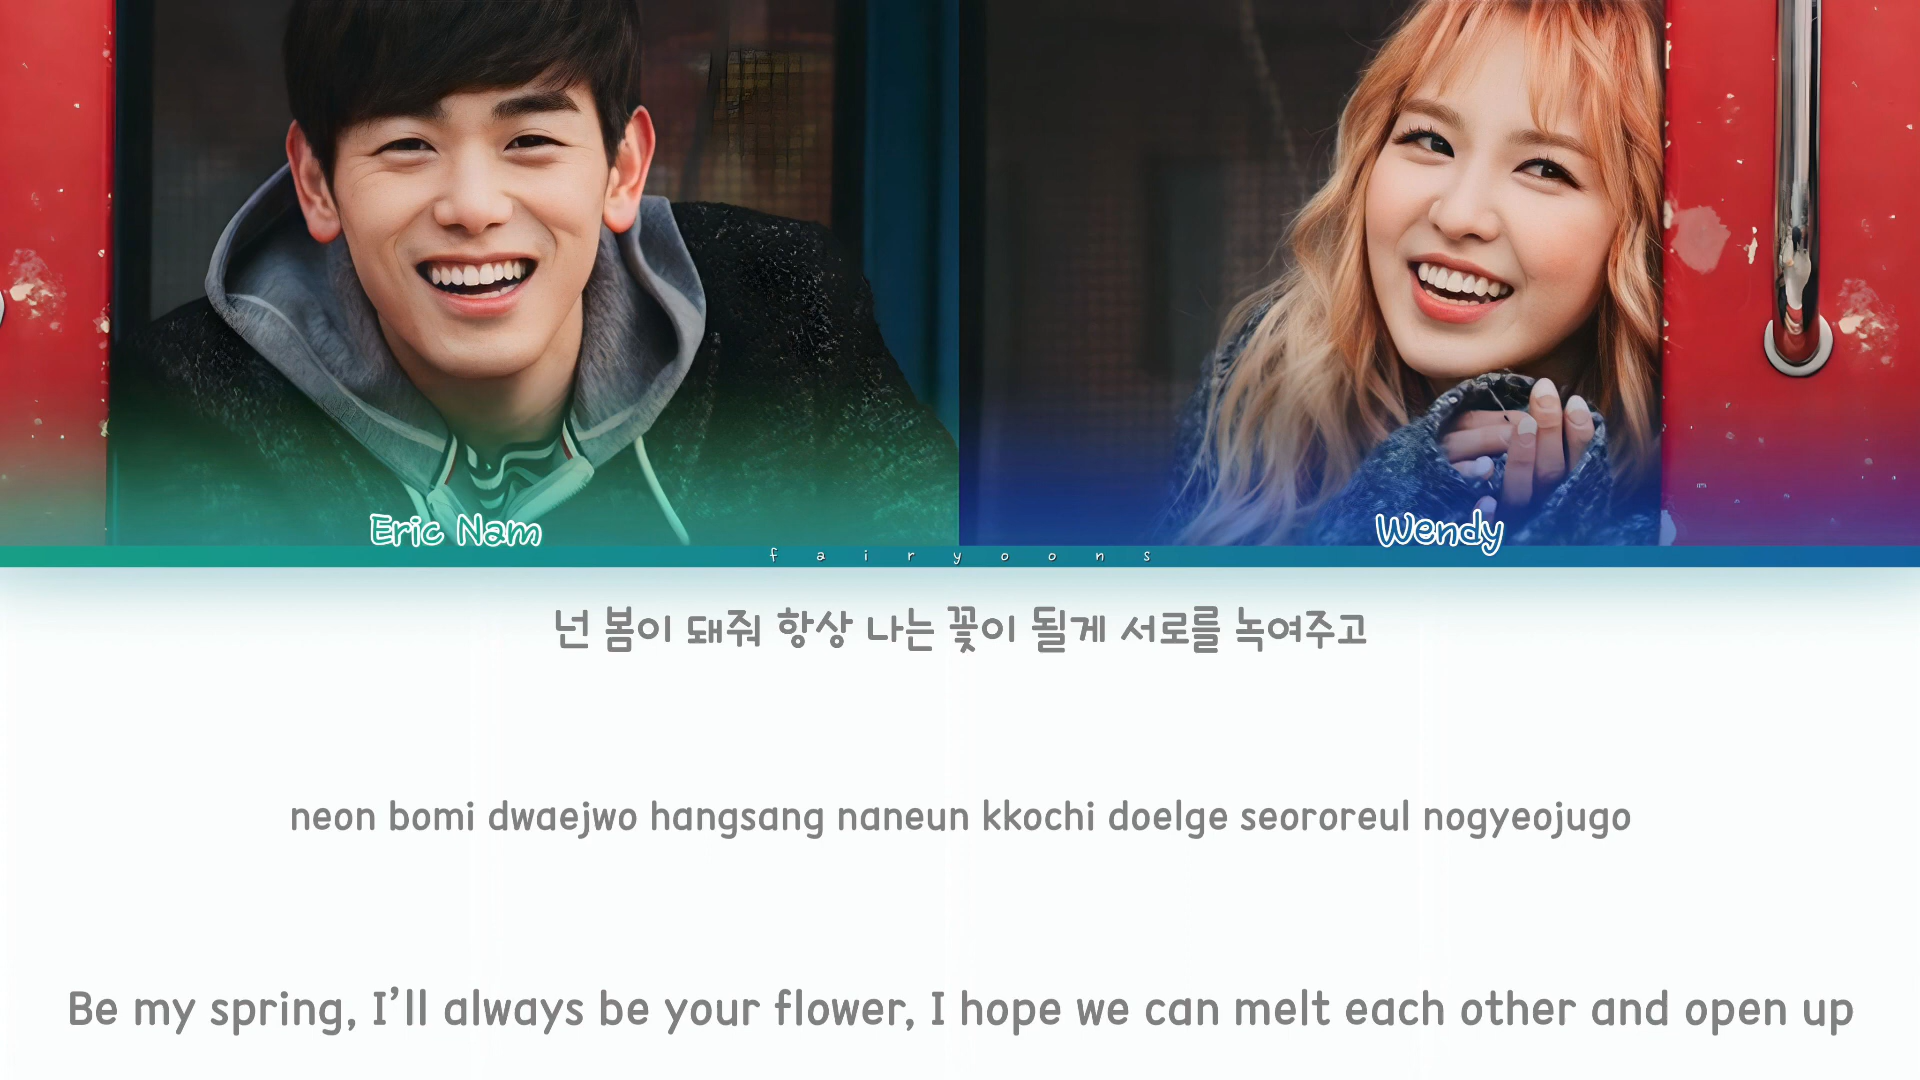 Eric Nam
Wendy
fairyoons
넌 봄이 돼줘 항상 나는 꽃이 될게 서로를 녹여주고
neon bomi dwaejwo hangsang naneun kkochi doelge seororeul nogyeojugo
Be my spring, I’ll always be your flower, I hope we can melt each other and open up